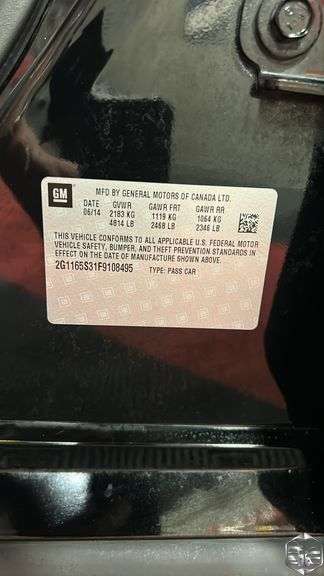 GM
MFD BY GENERAL MOTORS OF CANADA LTD.
DATE GVWR GAWR FRT GAWR RR
06/14 2183 KG 1119 KG 1064 KG
4814 LB 2468 LB 2346 LB
THIS VEHICLE CONFORMS TO ALL APPLICABLE U.S. FEDERAL MOTOR
VEHICLE SAFETY, BUMPER, AND THEFT PREVENTION STANDARDS IN
EFFECT ON THE DATE OF MANUFACTURE SHOWN ABOVE.
2G1165S31F9108495 TYPE: PASS CAR